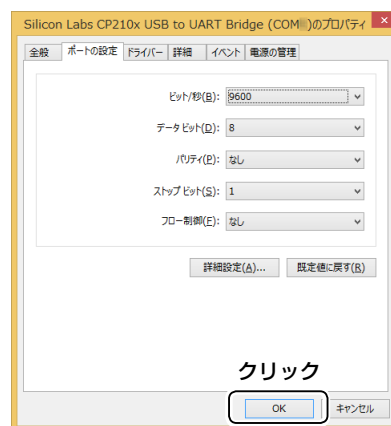 Silicon Labs CP210x USB to UART Bridge (COM )のプロパティ
全般 ポートの設定 ドライバー 詳細 イベント 電源の管理
ビット/秒(B): 9600
データ ビット(D): 8
パリティ(P): なし
ストップ ビット(S): 1
フロー制御(F): なし
詳細設定(A)... 既定値に戻す(R)
クリック
OK キャンセル